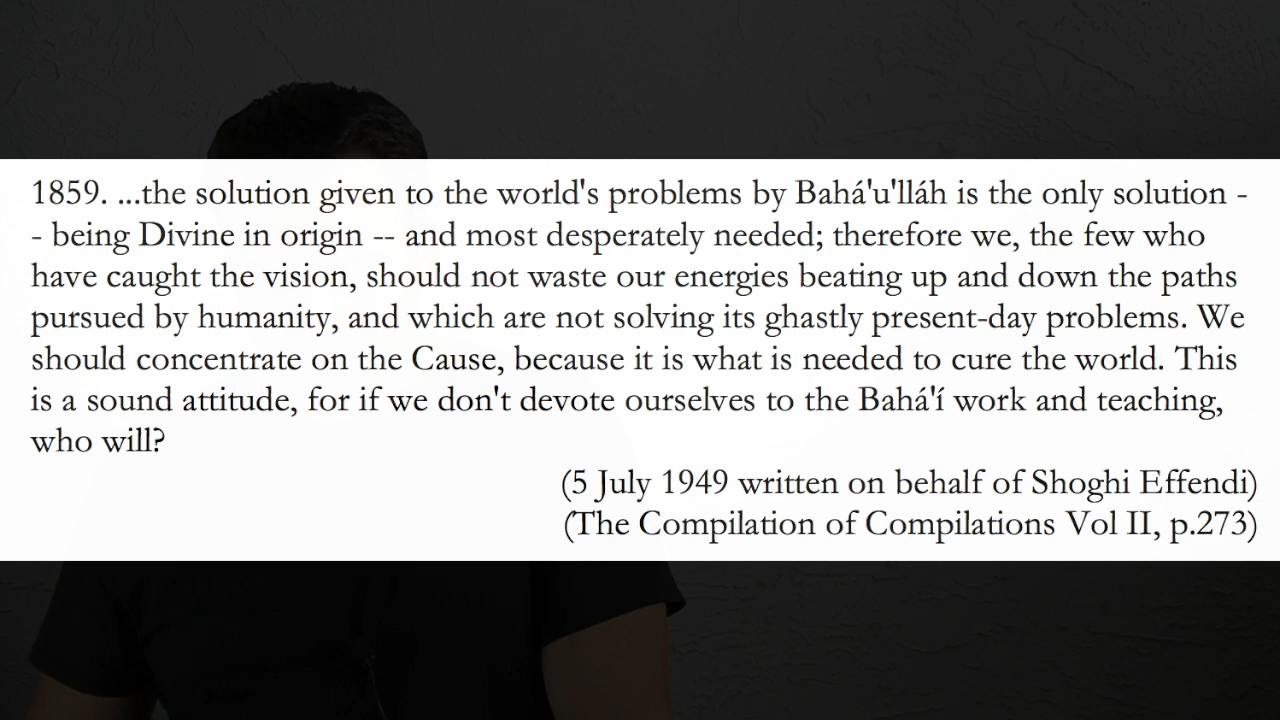 1859. ...the solution given to the world's problems by Bahá'u'lláh is the only solution -
- being Divine in origin -- and most desperately needed; therefore we, the few who
have caught the vision, should not waste our energies beating up and down the paths
pursued by humanity, and which are not solving its ghastly present-day problems. We
should concentrate on the Cause, because it is what is needed to cure the world. This
is a sound attitude, for if we don't devote ourselves to the Bahá'í work and teaching,
who will?
(5 July 1949 written on behalf of Shoghi Effendi)
(The Compilation of Compilations Vol II, p.273)